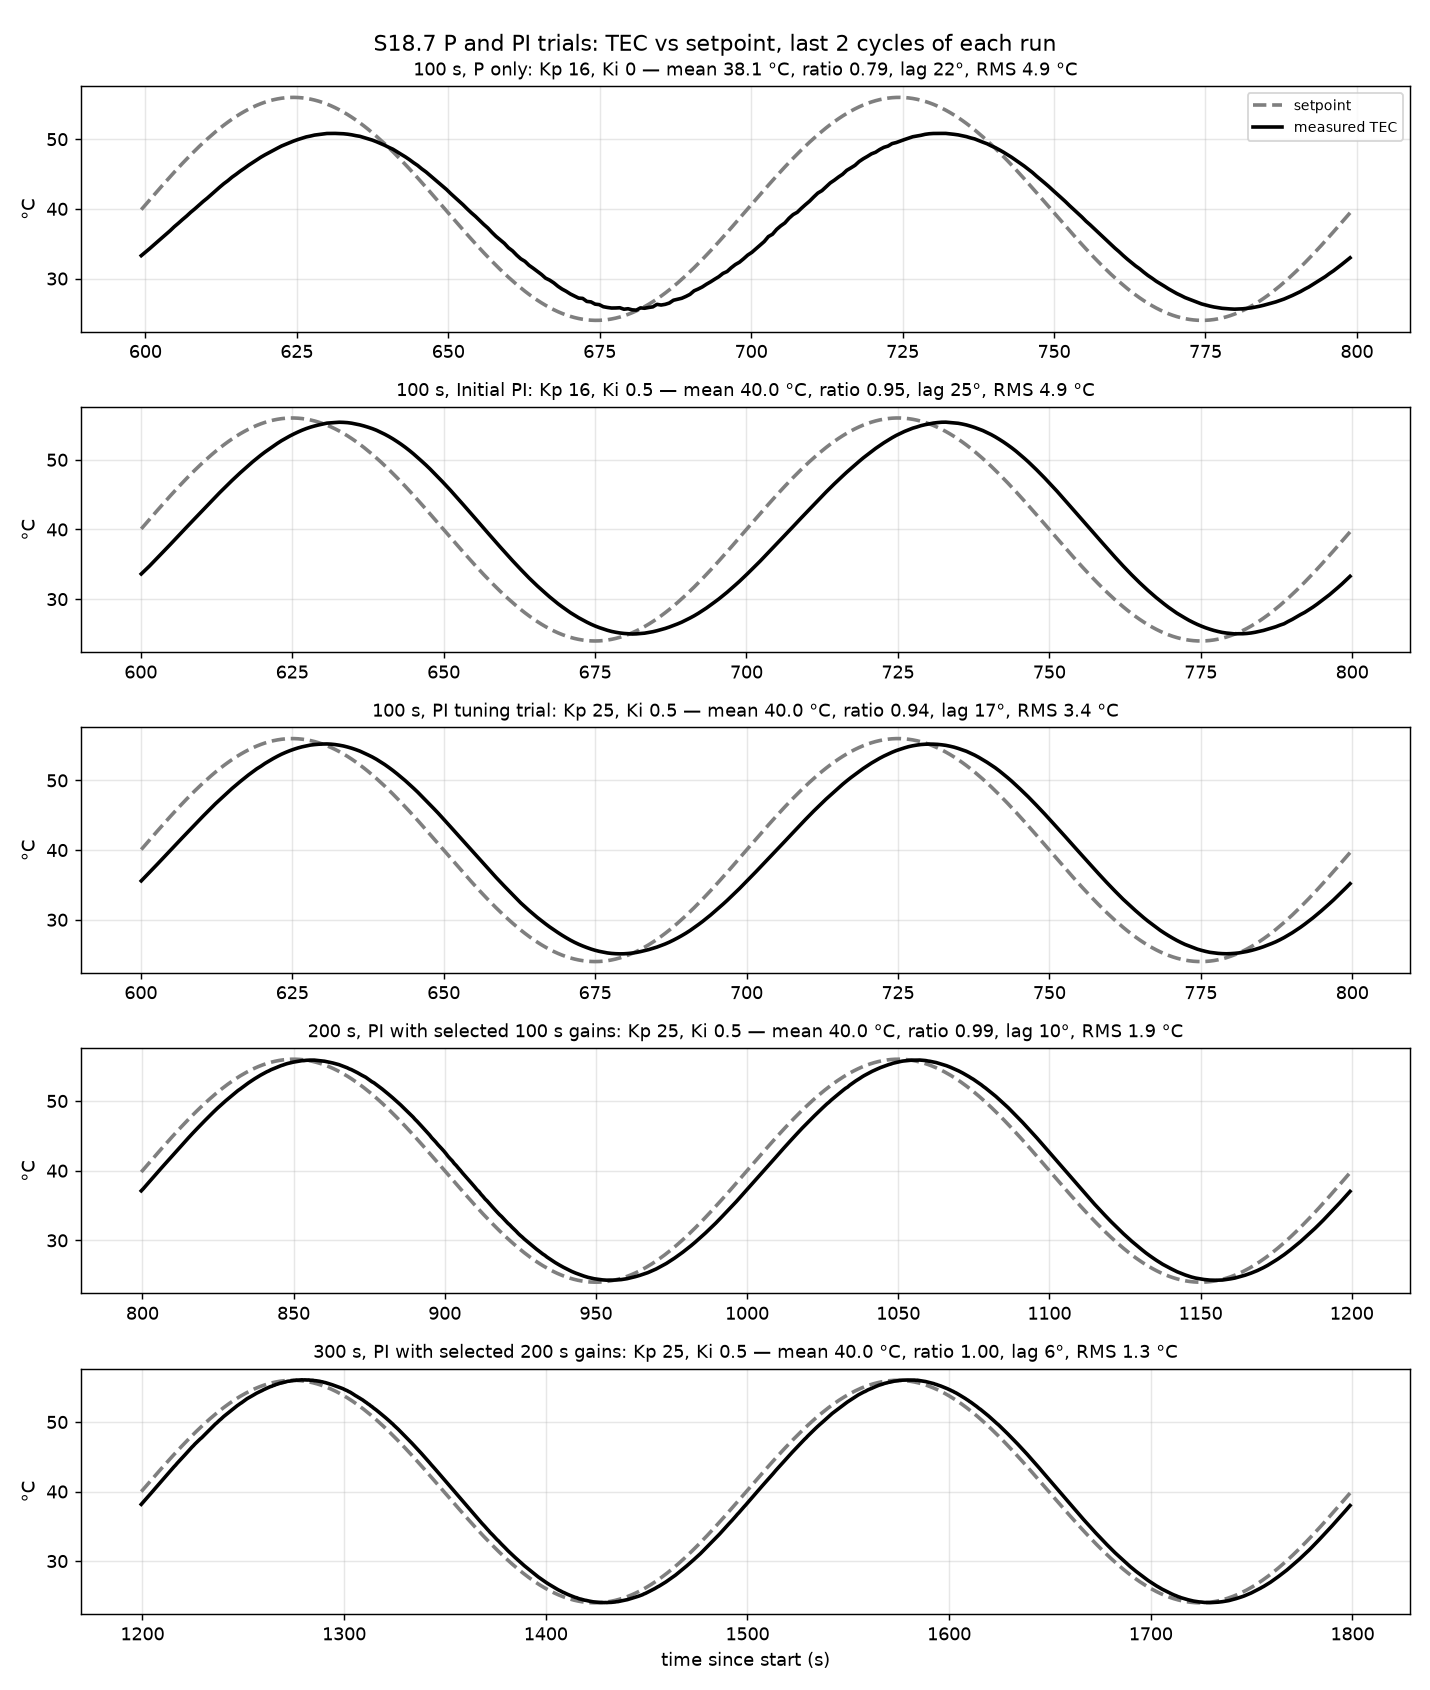 S18.7 P and PI trials: TEC vs setpoint, last 2 cycles of each run
100 s, P only: Kp 16, Ki 0 — mean 38.1 °C, ratio 0.79, lag 22°, RMS 4.9 °C
setpoint
measured TEC
50
40
30
°C
600 625 650 675 700 725 750 775 800
100 s, Initial PI: Kp 16, Ki 0.5 — mean 40.0 °C, ratio 0.95, lag 25°, RMS 4.9 °C
50
40
30
°C
600 625 650 675 700 725 750 775 800
100 s, PI tuning trial: Kp 25, Ki 0.5 — mean 40.0 °C, ratio 0.94, lag 17°, RMS 3.4 °C
50
40
30
°C
600 625 650 675 700 725 750 775 800
200 s, PI with selected 100 s gains: Kp 25, Ki 0.5 — mean 40.0 °C, ratio 0.99, lag 10°, RMS 1.9 °C
50
40
30
°C
800 850 900 950 1000 1050 1100 1150 1200
300 s, PI with selected 200 s gains: Kp 25, Ki 0.5 — mean 40.0 °C, ratio 1.00, lag 6°, RMS 1.3 °C
50
40
30
°C
1200 1300 1400 1500 1600 1700 1800
time since start (s)